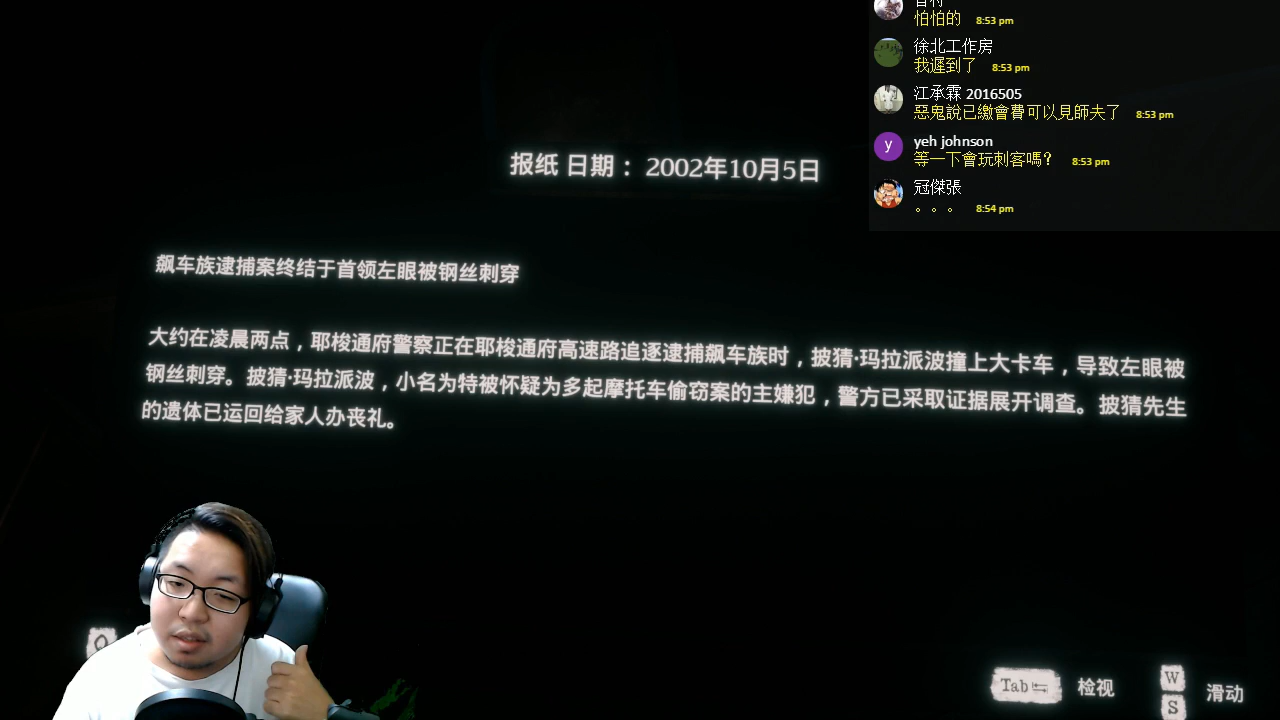 怕怕的 8:53 pm
徐北工作房
我遲到了 8:53 pm
江承霖 2016505
惡鬼說已繳會費可以見師夫了 8:53 pm
y
yeh johnson
等一下會玩刺客嗎? 8:53 pm
冠傑張
。。。 8:54 pm
报纸 日期： 2002年10月5日
飙车族逮捕案终结于首领左眼被钢丝刺穿
大约在凌晨两点，耶梭通府警察正在耶梭通府高速路追逐逮捕飙车族时，披猜·玛拉派波撞上大卡车，导致左眼被
钢丝刺穿。披猜·玛拉派波，小名为特被怀疑为多起摩托车偷窃案的主嫌犯，警方已采取证据展开调查。披猜先生
的遗体已运回给家人办丧礼。
Q
Tab 检视
W
S
滑动